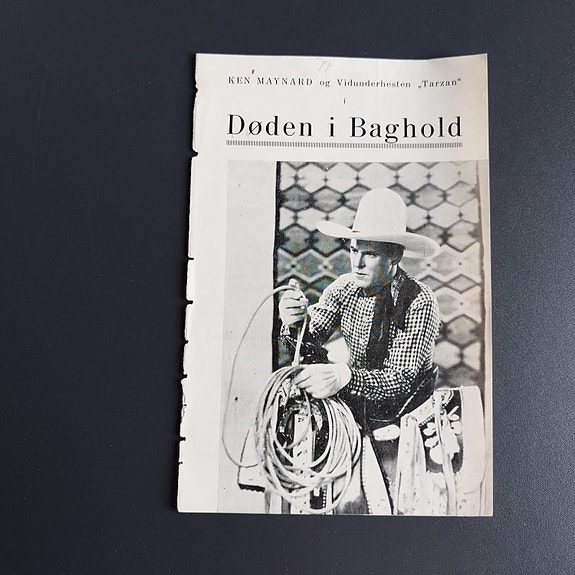 KEN MAYNARD og Vidunderhesten „Tarzan“
i
Døden i Baghold